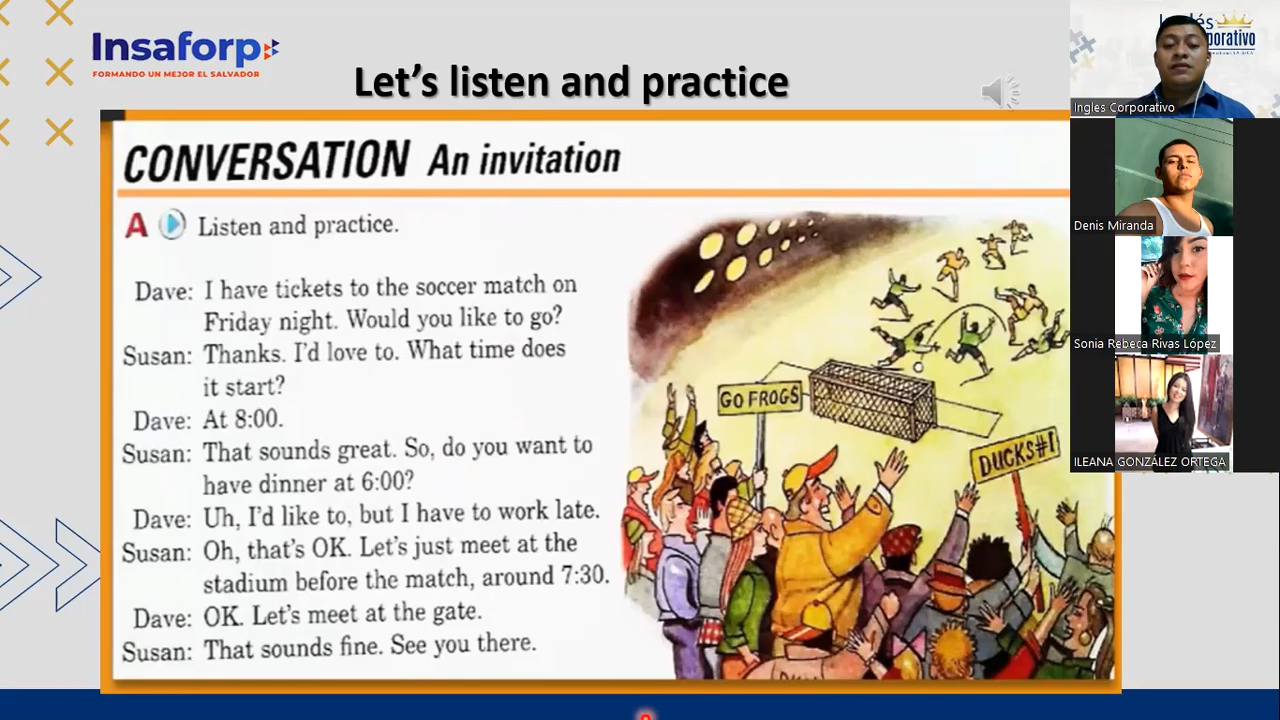 Insaforp
FORMANDO UN MEJOR EL SALVADOR
Let's listen and practice
CONVERSATION An invitation
A Listen and practice.
Dave: I have tickets to the soccer match on
Friday night. Would you like to go?
Susan: Thanks. I'd love to. What time does
it start?
Dave: At 8:00.
Susan: That sounds great. So, do you want to
have dinner at 6:00?
Dave: Uh, I'd like to, but I have to work late.
Susan: Oh, that's OK. Let's just meet at the
stadium before the match, around 7:30.
Dave: OK. Let's meet at the gate.
Susan: That sounds fine. See you there.
GO FROGS
DUCKS#1
Ingles Corporativo
Denis Miranda
Sonia Rebeca Rivas López
ILEANA GONZÁLEZ ORTEGA